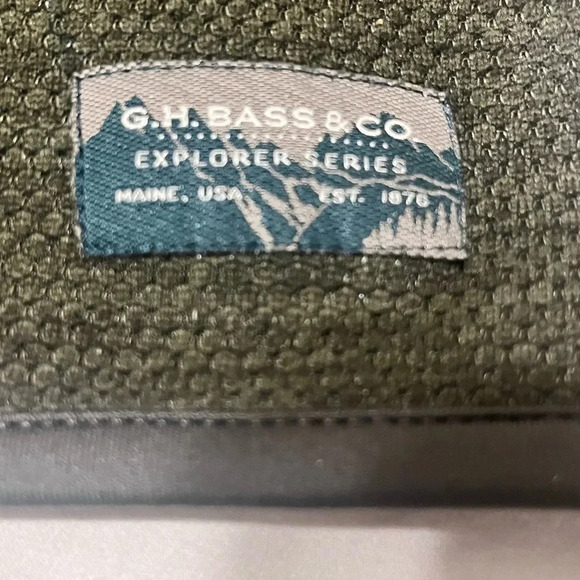 G.H. BASS & CO.
EXPLORER SERIES
MAINE, USA EST. 1876